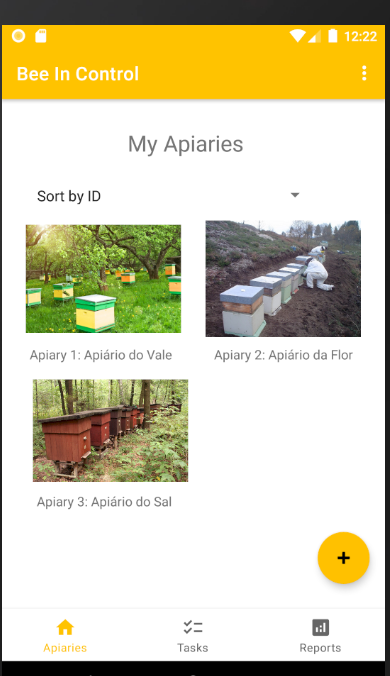 12:22
Bee In Control
My Apiaries
Sort by ID
Apiary 1: Apiário do Vale
Apiary 2: Apiário da Flor
Apiary 3: Apiário do Sal
+
Apiaries
Tasks
Reports